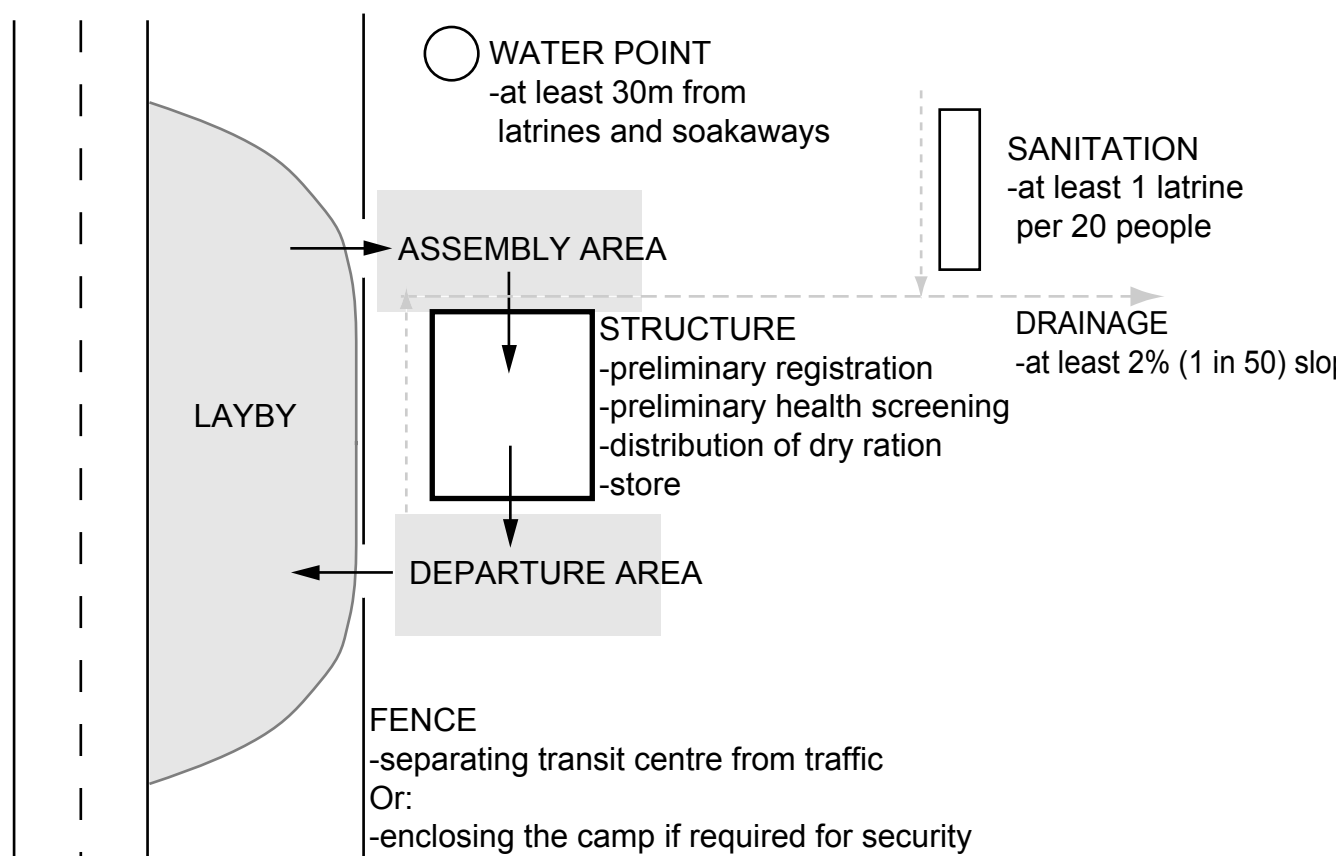 WATER POINT
-at least 30m from
latrines and soakaways
SANITATION
-at least 1 latrine
per 20 people
ASSEMBLY AREA
STRUCTURE
-preliminary registration
-preliminary health screening
-distribution of dry ration
-store
DRAINAGE
-at least 2% (1 in 50) slop
LAYBY
DEPARTURE AREA
FENCE
-separating transit centre from traffic
Or:
-enclosing the camp if required for security